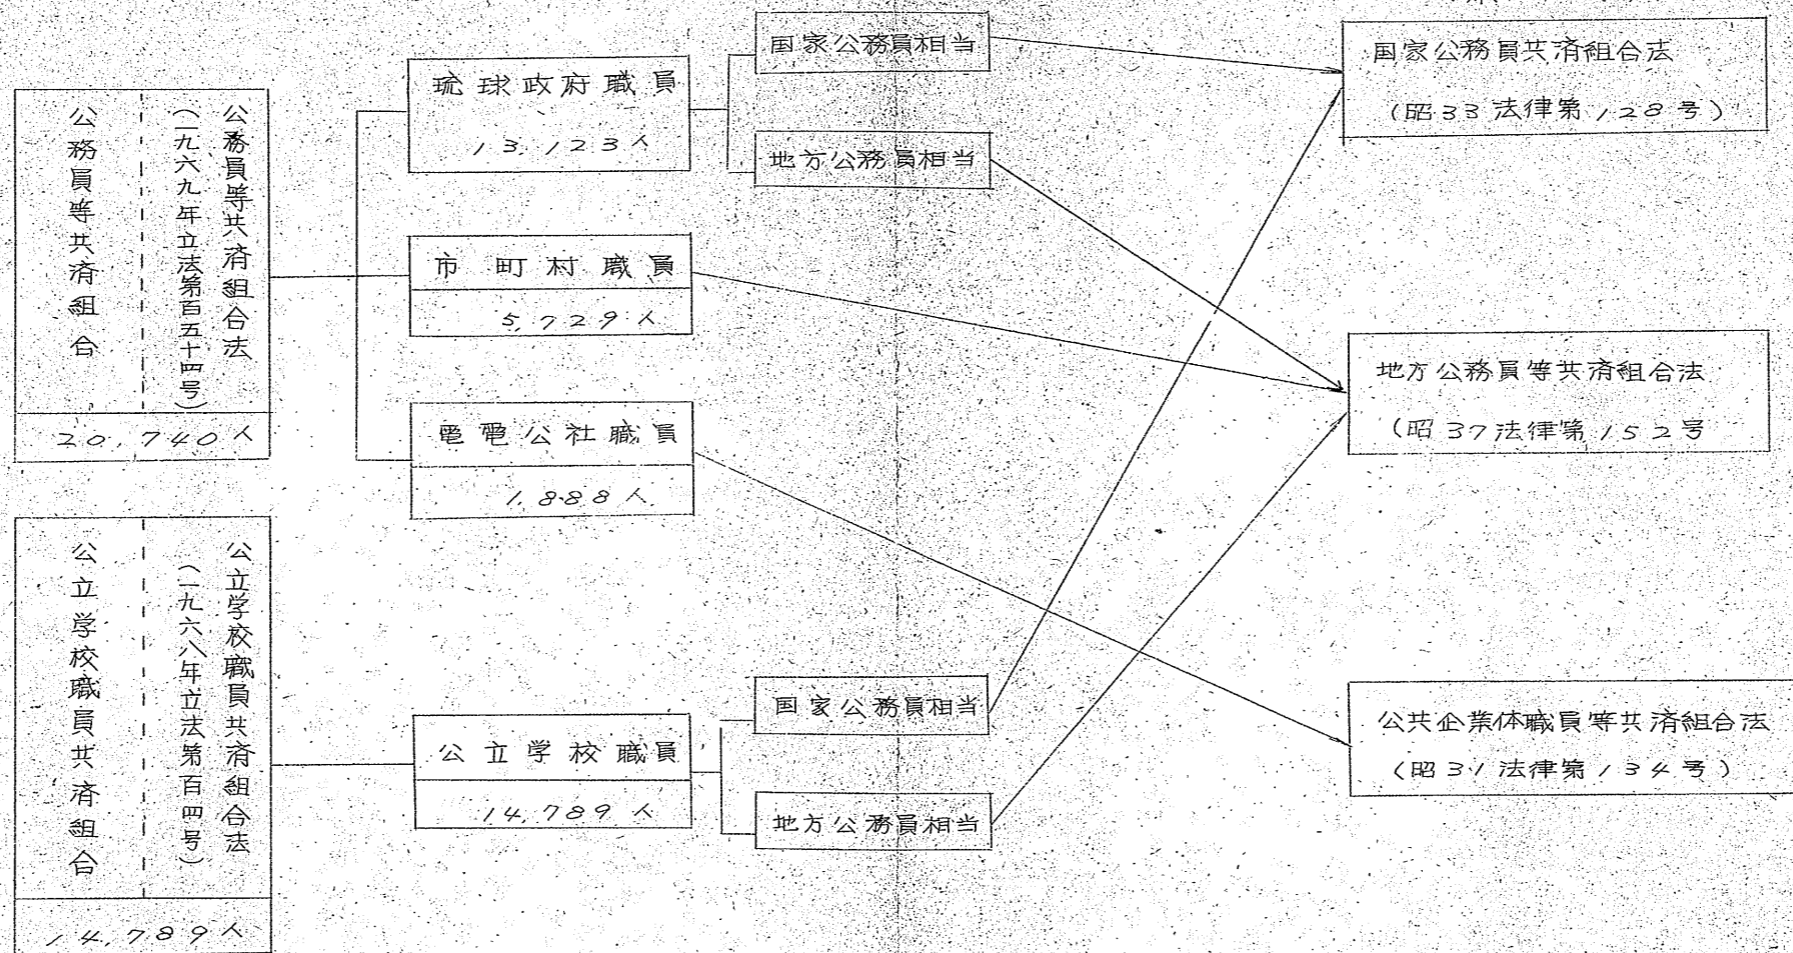 公務員等共済組合法
(一九六九年立法第百五十四号)
公務員等共済組合
20,740人
公立学校職員共済組合法
(一九六八年立法第百四号)
公立学校職員共済組合
14,789人
琉球政府職員
13,123人
市町村職員
5,729人
電電公社職員
1,888人
公立学校職員
14,789人
国家公務員相当
地方公務員相当
国家公務員相当
地方公務員相当
国家公務員共済組合法
(昭33法律第128号)
地方公務員等共済組合法
(昭37法律第152号
公共企業体職員等共済組合法
(昭31法律第134号)